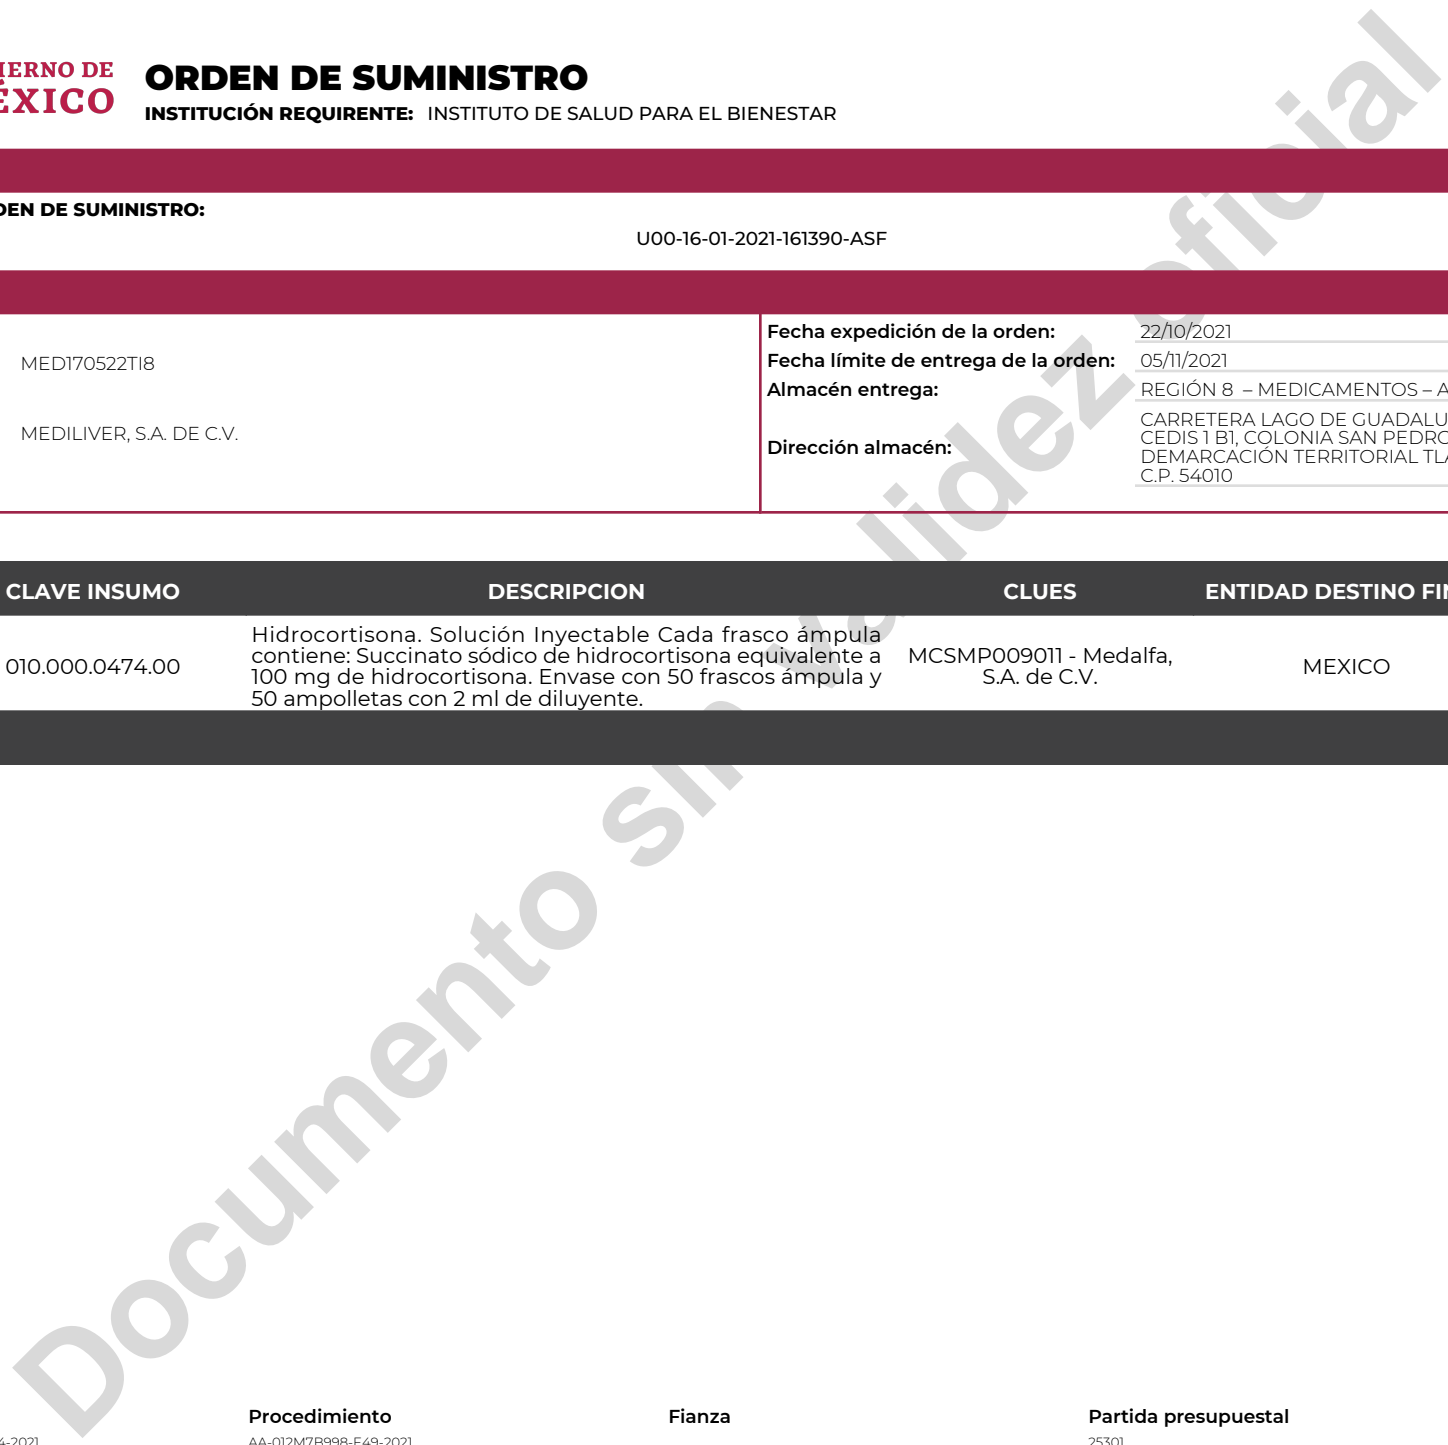 ORDEN DE SUMINISTRO
INSTITUCIÓN REQUIRENTE: INSTITUTO DE SALUD PARA EL BIENESTAR
DE SUMINISTRO:
U00-16-01-2021-161390-ASF
MED170522TI8
MEDILIVER, S.A. DE C.V.
Fecha expedición de la orden: 22/10/2021
Fecha límite de entrega de la orden: 05/11/2021
Almacén entrega: REGIÓN 8 – MEDICAMENTOS – A
Dirección almacén: CARRETERA LAGO DE GUADALU
CEDIS 1 B1, COLONIA SAN PEDRO
DEMARCACIÓN TERRITORIAL TLA
C.P. 54010
CLAVE INSUMO DESCRIPCION CLUES ENTIDAD DESTINO FIN
010.000.0474.00
Hidrocortisona. Solución Inyectable Cada frasco ámpula
contiene: Succinato sódico de hidrocortisona equivalente a
100 mg de hidrocortisona. Envase con 50 frascos ámpula y
50 ampolletas con 2 ml de diluyente.
MCSMP009011 - Medalfa,
S.A. de C.V.
MEXICO
Documento sin validez oficial
Procedimiento Fianza Partida presupuestal
-2021 AA-012M7B998-E49-2021 25301